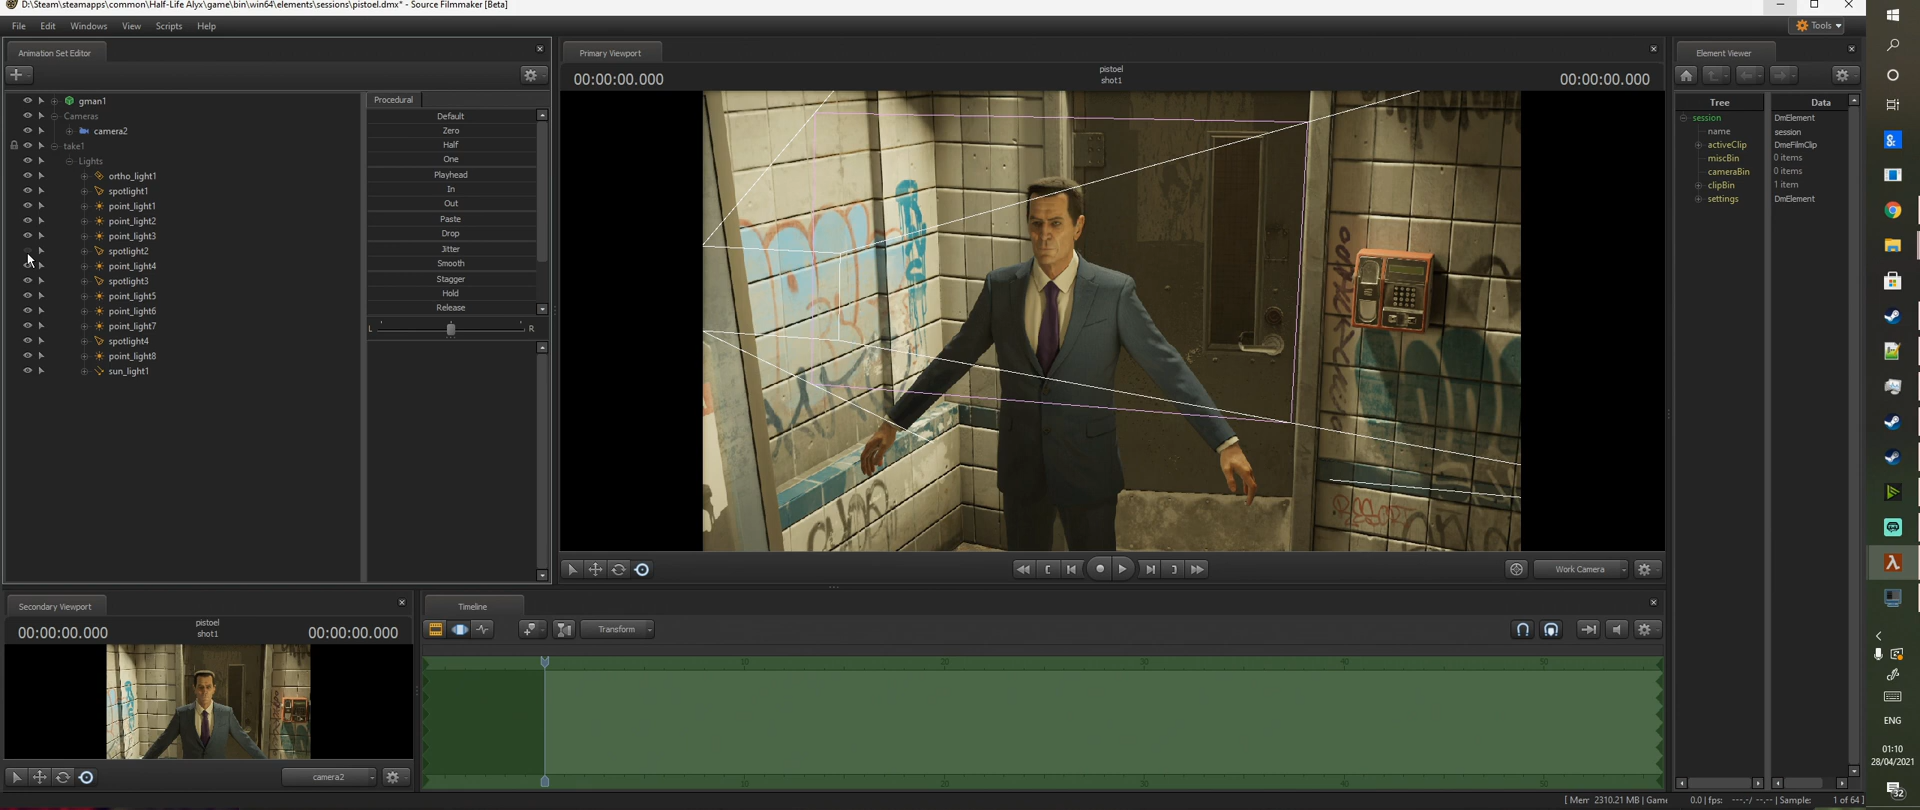 D:\Steam\steamapps\common\Half-Life Alyx\game\bin\win64\elements\sessions\pistoel.dmx* - Source Filmmaker [Beta]
File Edit Windows View Scripts Help
Tools
Animation Set Editor
Primary Viewport
Element Viewer
00:00:00.000
pistoel
shot1
00:00:00.000
gman1
Cameras
camera2
take1
Lights
ortho_light1
spotlight1
point_light1
point_light2
point_light3
spotlight2
point_light4
spotlight3
point_light5
point_light6
point_light7
spotlight4
point_light8
sun_light1
Procedural
Default
Zero
Half
One
Playhead
In
Out
Paste
Drop
Jitter
Smooth
Stagger
Hold
Release
L R
Tree Data
session DmElement
name session
activeClip DmeFilmClip
miscBin 0 items
cameraBin 0 items
clipBin 1 item
settings DmElement
Work Camera
Secondary Viewport
00:00:00.000
pistoel
shot1
00:00:00.000
camera2
Timeline
Transform
ENG
01:10
28/04/2021
32
[ Mem 2310.21 MB | Game 0.0 | fps: ---.-/ --.-- | Sample: 1 of 64 ]